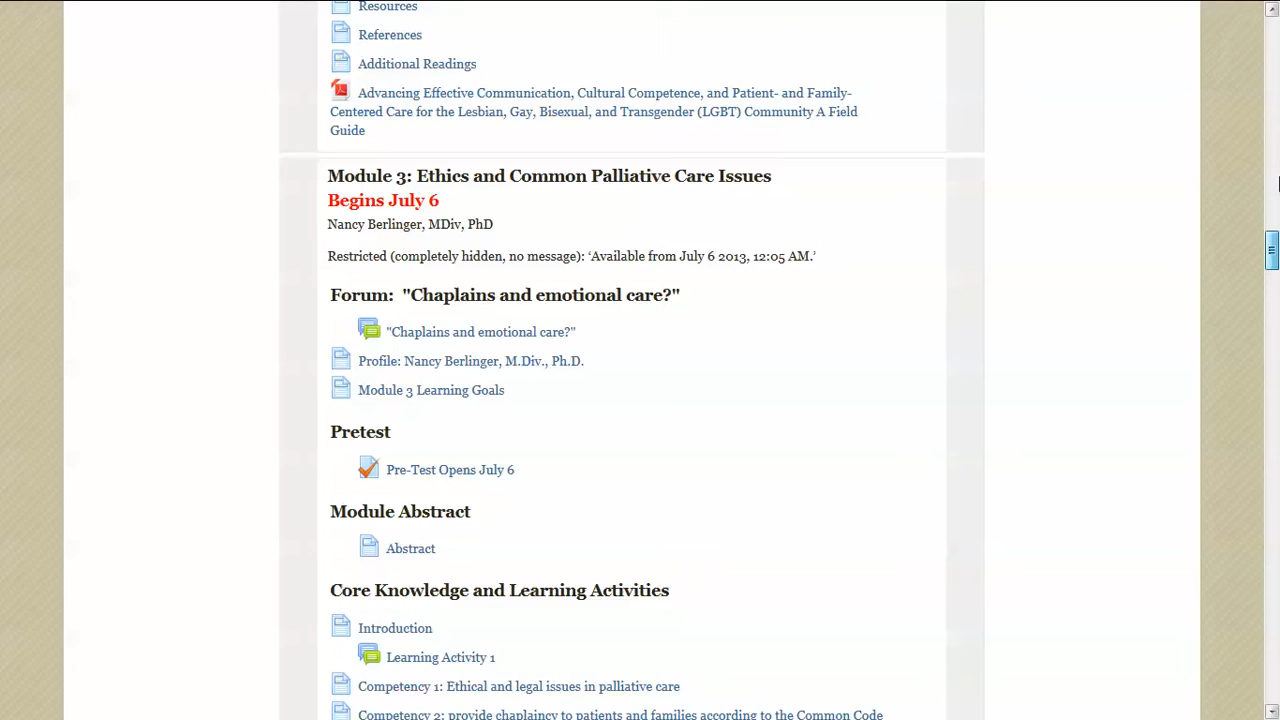 Resources
References
Additional Readings
Advancing Effective Communication, Cultural Competence, and Patient- and Family-
Centered Care for the Lesbian, Gay, Bisexual, and Transgender (LGBT) Community A Field
Guide
Module 3: Ethics and Common Palliative Care Issues
Begins July 6
Nancy Berlinger, MDiv, PhD
Restricted (completely hidden, no message): ‘Available from July 6 2013, 12:05 AM.’
Forum:  "Chaplains and emotional care?"
"Chaplains and emotional care?"
Profile: Nancy Berlinger, M.Div., Ph.D.
Module 3 Learning Goals
Pretest
Pre-Test Opens July 6
Module Abstract
Abstract
Core Knowledge and Learning Activities
Introduction
Learning Activity 1
Competency 1: Ethical and legal issues in palliative care
Competency 2: provide chaplaincy to patients and families according to the Common Code